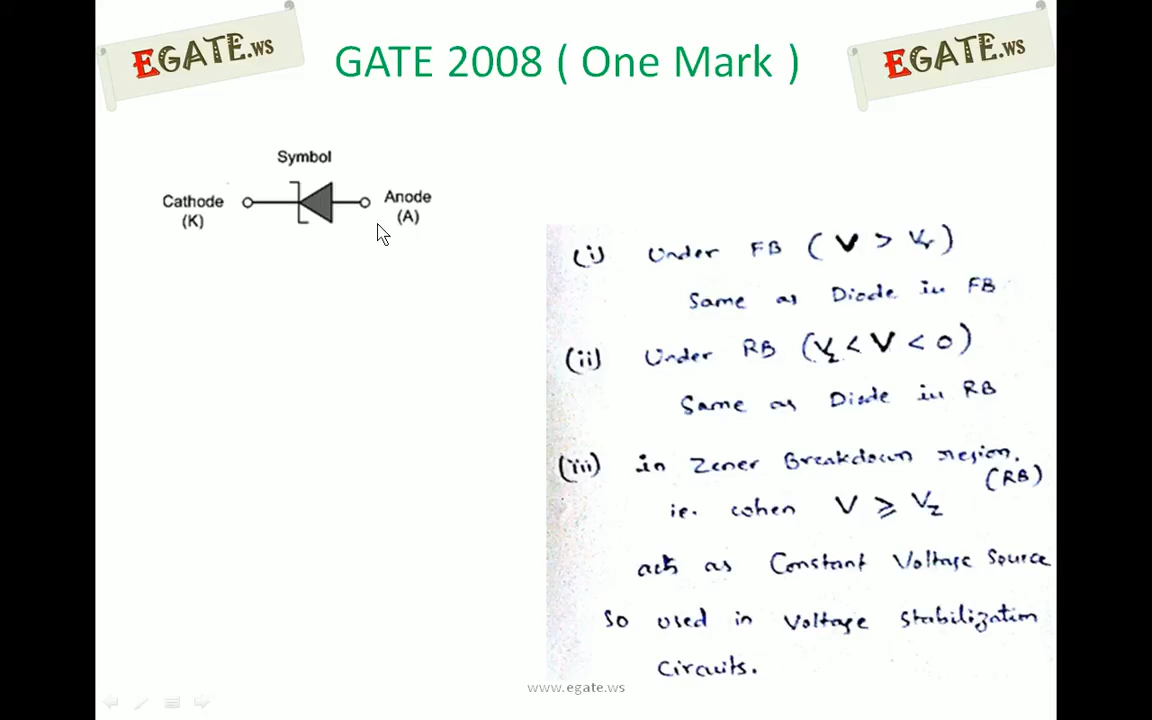 EGATE.ws
GATE 2008 ( One Mark )
EGATE.ws
Symbol
Cathode
(K)
Anode
(A)
(i) Under FB ( V > Vr )
Same as Diode in FB
(ii) Under RB ( Vz < V < 0 )
Same as Diode in RB
(iii) in Zener Breakdown region.
(RB)
ie. when V ⩾ Vz
acts as Constant Voltage Source
So used in Voltage Stabilization
Circuits.
www.egate.ws